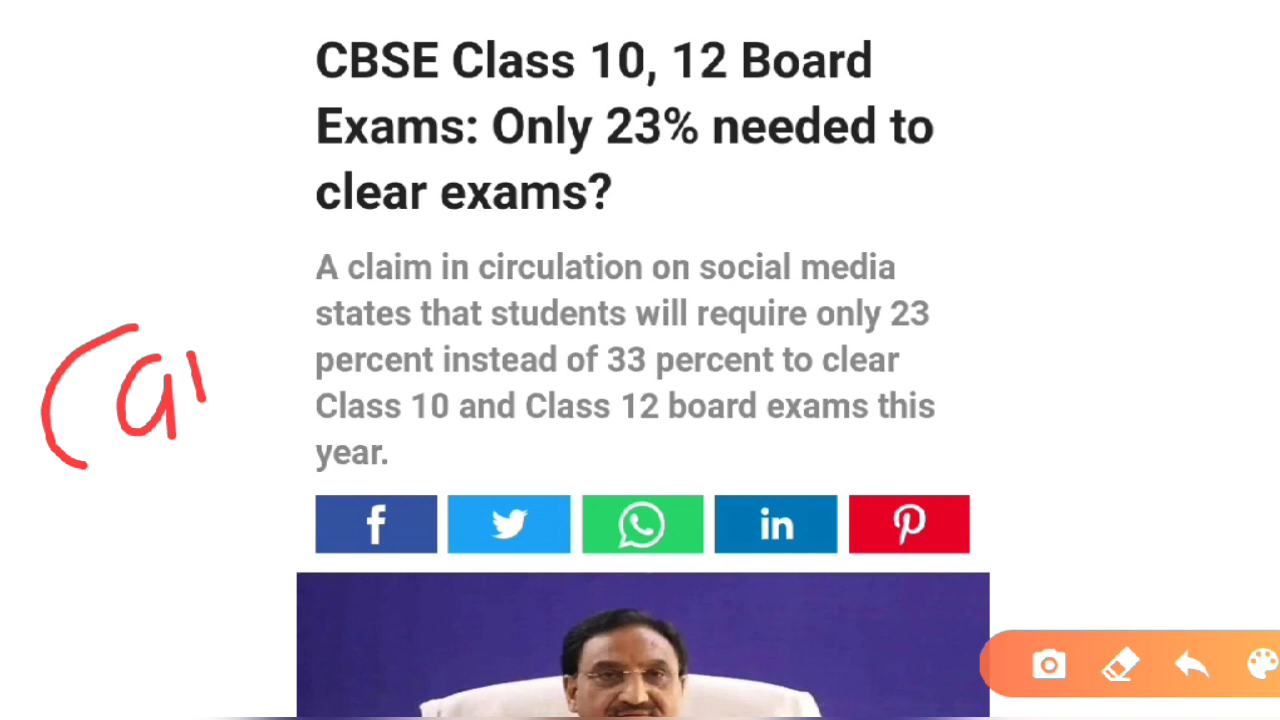 CBSE Class 10, 12 Board
Exams: Only 23% needed to
clear exams?
A claim in circulation on social media
states that students will require only 23
percent instead of 33 percent to clear
Class 10 and Class 12 board exams this
year.